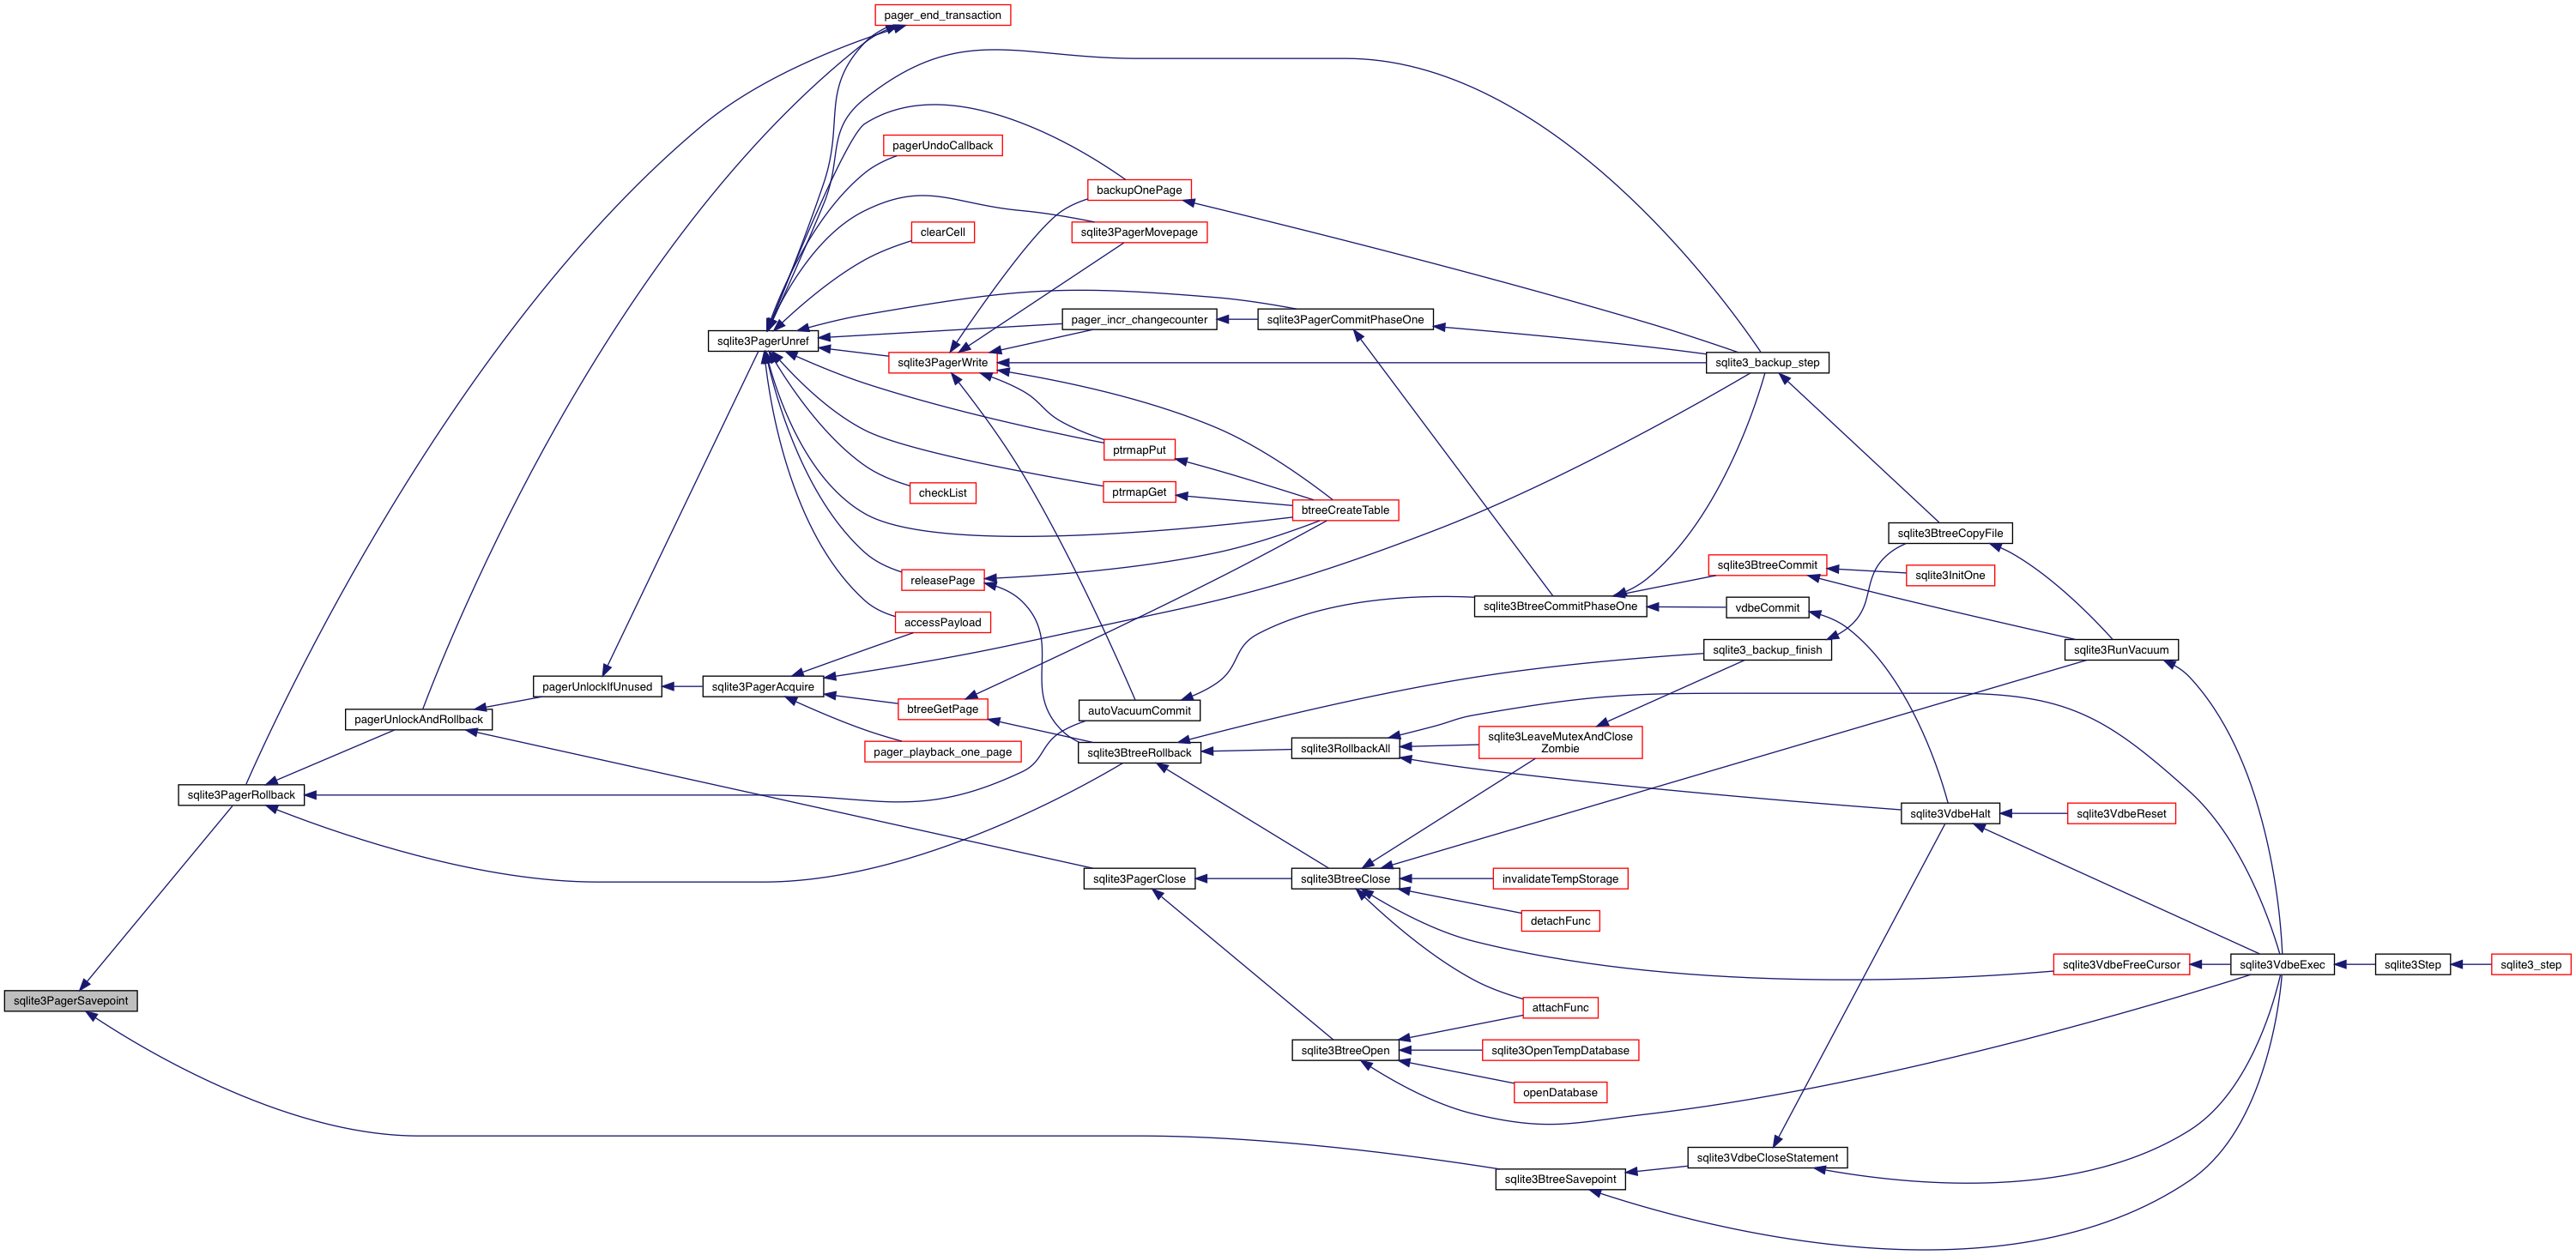 pager_end_transaction
pagerUndoCallback
backupOnePage
clearCell
sqlite3PagerMovepage
pager_incr_changecounter
sqlite3PagerCommitPhaseOne
sqlite3PagerUnref
sqlite3PagerWrite
sqlite3_backup_step
ptrmapPut
checkList
ptrmapGet
btreeCreateTable
sqlite3BtreeCopyFile
releasePage
sqlite3BtreeCommit
sqlite3InitOne
sqlite3BtreeCommitPhaseOne
vdbeCommit
accessPayload
sqlite3_backup_finish
sqlite3RunVacuum
pagerUnlockIfUnused
sqlite3PagerAcquire
btreeGetPage
autoVacuumCommit
pagerUnlockAndRollback
sqlite3LeaveMutexAndClose
Zombie
pager_playback_one_page
sqlite3BtreeRollback
sqlite3RollbackAll
sqlite3PagerRollback
sqlite3VdbeHalt
sqlite3VdbeReset
sqlite3PagerClose
sqlite3BtreeClose
invalidateTempStorage
detachFunc
sqlite3VdbeFreeCursor
sqlite3VdbeExec
sqlite3Step
sqlite3_step
sqlite3PagerSavepoint
attachFunc
sqlite3BtreeOpen
sqlite3OpenTempDatabase
openDatabase
sqlite3VdbeCloseStatement
sqlite3BtreeSavepoint